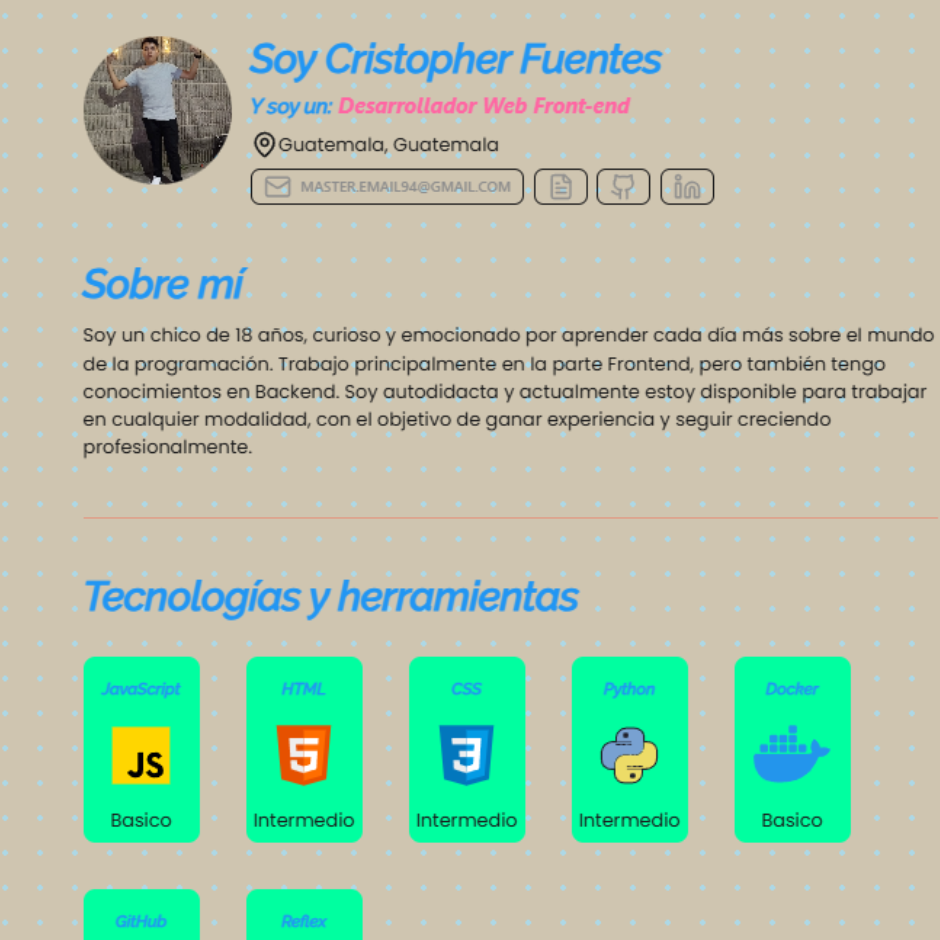 Soy Cristopher Fuentes
Y soy un: Desarrollador Web Front-end
Guatemala, Guatemala
MASTER.EMAIL94@GMAIL.COM
in
Sobre mí
Soy un chico de 18 años, curioso y emocionado por aprender cada día más sobre el mundo
de la programación. Trabajo principalmente en la parte Frontend, pero también tengo
conocimientos en Backend. Soy autodidacta y actualmente estoy disponible para trabajar
en cualquier modalidad, con el objetivo de ganar experiencia y seguir creciendo
profesionalmente.
Tecnologías y herramientas
JavaScript HTML CSS Python Docker
JS 5 3
Basico Intermedio Intermedio Intermedio Basico
GitHub Reflex